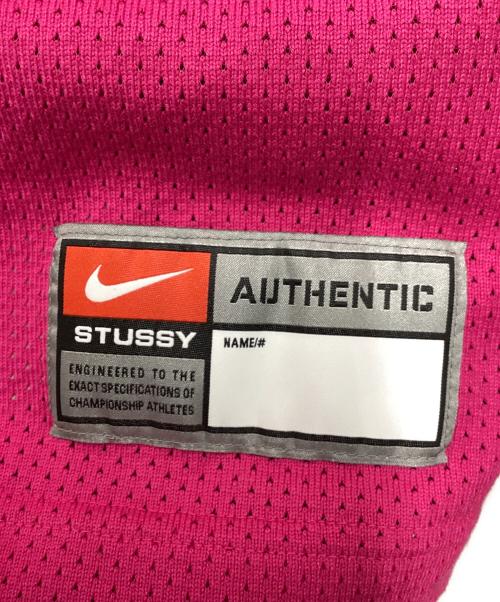 AUTHENTIC
STUSSY
NAME/#
ENGINEERED TO THE
EXACT SPECIFICATIONS OF
CHAMPIONSHIP ATHLETES